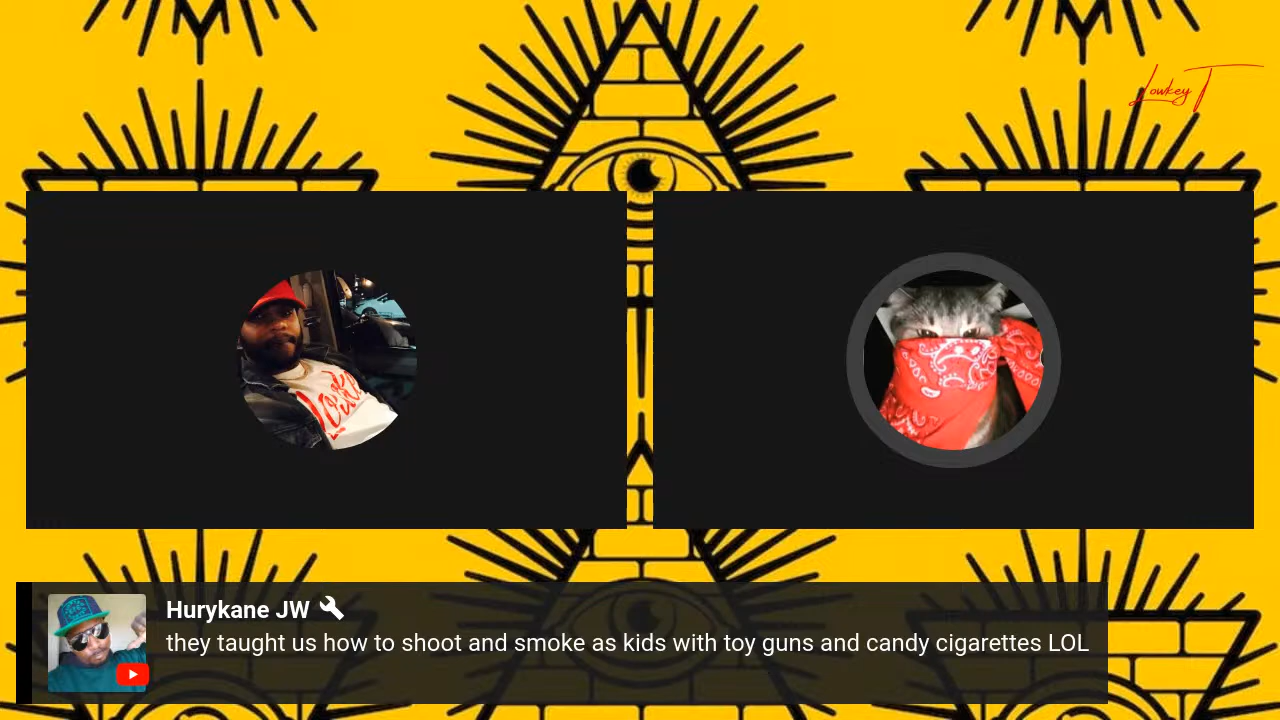 Lowkey T
Hurykane JW
they taught us how to shoot and smoke as kids with toy guns and candy cigarettes LOL